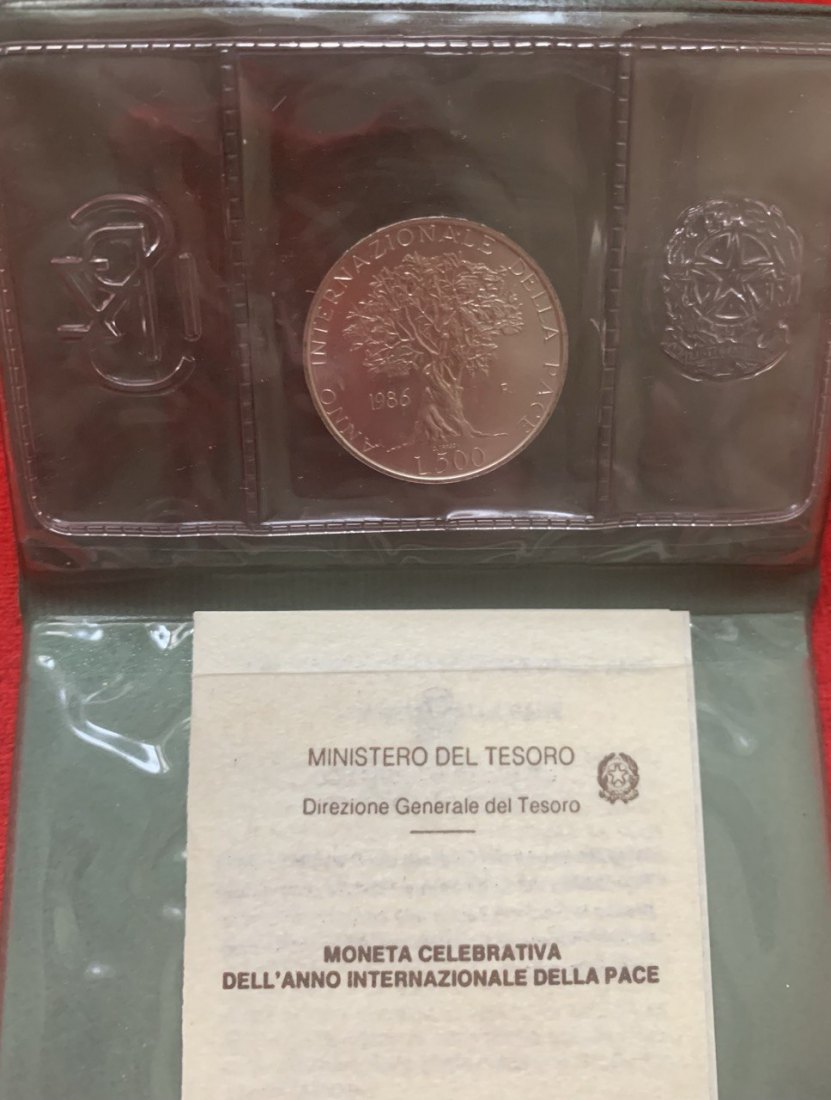 ANNO INTERNAZIONALE DELLA PACE
1986 R
L.500
MINISTERO DEL TESORO
Direzione Generale del Tesoro
MONETA CELEBRATIVA
DELL'ANNO INTERNAZIONALE DELLA PACE